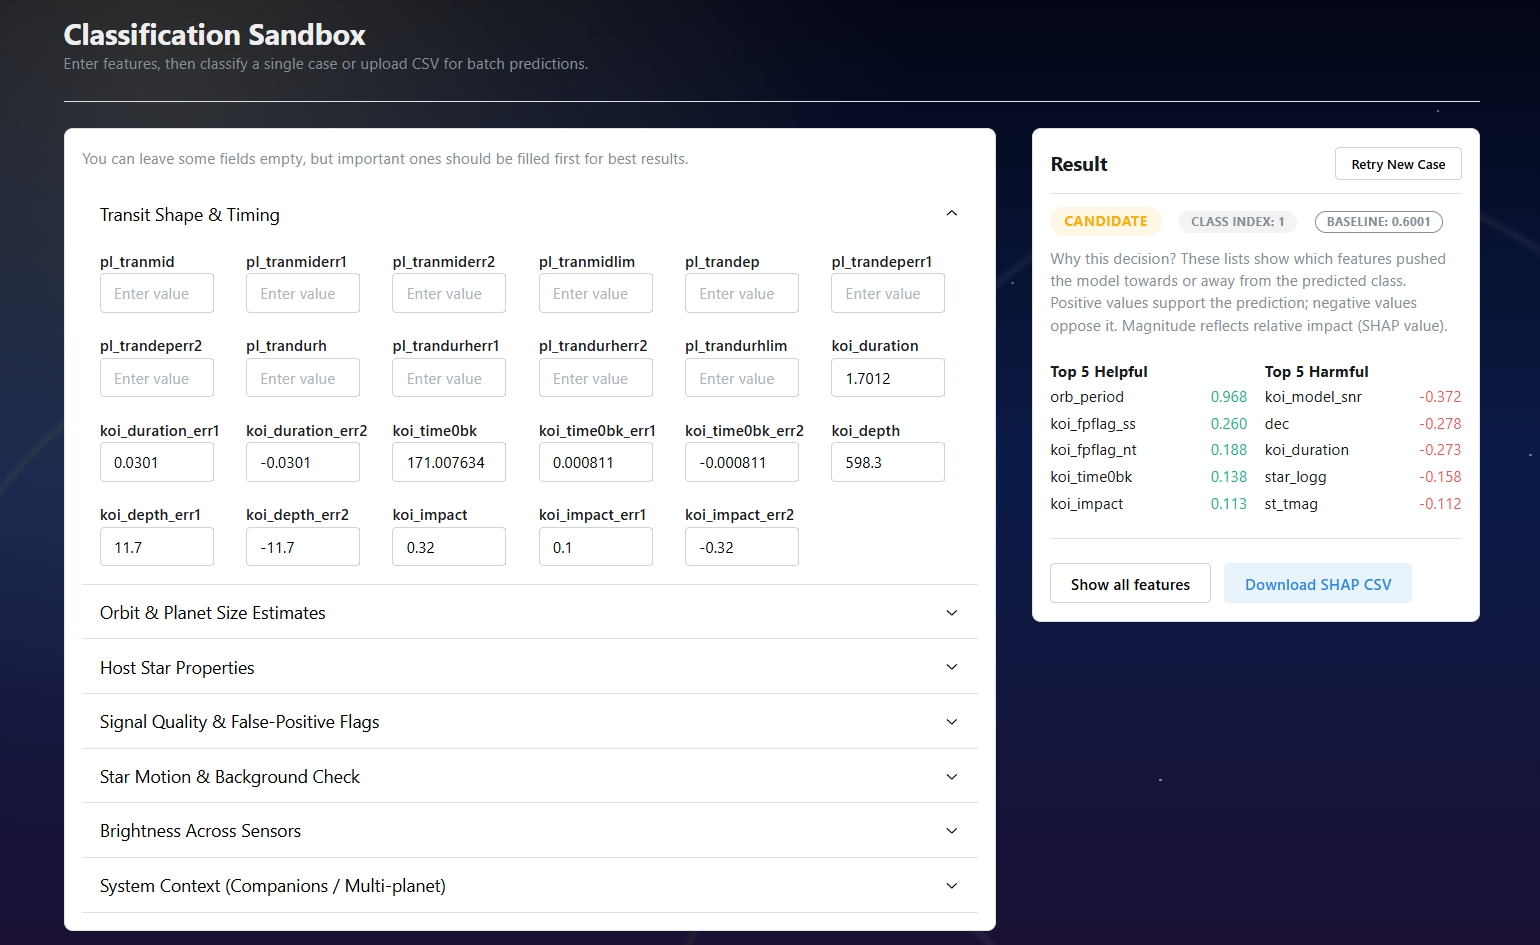 Classification Sandbox
Enter features, then classify a single case or upload CSV for batch predictions.
You can leave some fields empty, but important ones should be filled first for best results.
Transit Shape & Timing
pl_tranmid pl_tranmiderr1 pl_tranmiderr2 pl_tranmidlim pl_trandep pl_trandeperr1
Enter value Enter value Enter value Enter value Enter value Enter value
pl_trandeperr2 pl_trandurh pl_trandurherr1 pl_trandurherr2 pl_trandurhlim koi_duration
Enter value Enter value Enter value Enter value Enter value 1.7012
koi_duration_err1 koi_duration_err2 koi_time0bk koi_time0bk_err1 koi_time0bk_err2 koi_depth
0.0301 -0.0301 171.007634 0.000811 -0.000811 598.3
koi_depth_err1 koi_depth_err2 koi_impact koi_impact_err1 koi_impact_err2
11.7 -11.7 0.32 0.1 -0.32
Orbit & Planet Size Estimates
Host Star Properties
Signal Quality & False-Positive Flags
Star Motion & Background Check
Brightness Across Sensors
System Context (Companions / Multi-planet)
Result Retry New Case
CANDIDATE CLASS INDEX: 1 BASELINE: 0.6001
Why this decision? These lists show which features pushed
the model towards or away from the predicted class.
Positive values support the prediction; negative values
oppose it. Magnitude reflects relative impact (SHAP value).
Top 5 Helpful Top 5 Harmful
orb_period 0.968 koi_model_snr -0.372
koi_fpflag_ss 0.260 dec -0.278
koi_fpflag_nt 0.188 koi_duration -0.273
koi_time0bk 0.138 star_logg -0.158
koi_impact 0.113 st_tmag -0.112
Show all features Download SHAP CSV